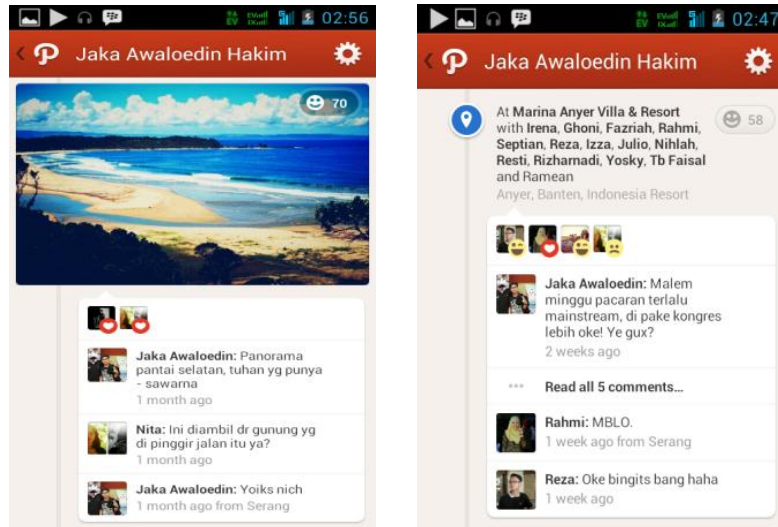 02:56
Jaka Awaloedin Hakim
70
Jaka Awaloedin: Panorama
pantai selatan, tuhan yg punya
- sawarna
1 month ago
Nita: Ini diambil dr gunung yg
di pinggir jalan itu ya?
1 month ago
Jaka Awaloedin: Yoiks nich
1 month ago from Serang
02:47
Jaka Awaloedin Hakim
At Marina Anyer Villa & Resort
with Irena, Ghoni, Fazriah, Rahmi,
Septian, Reza, Izza, Julio, Nihlah,
Resti, Rizharnadi, Yosky, Tb Faisal
and Ramean
Anyer, Banten, Indonesia Resort
58
Jaka Awaloedin: Malem
minggu pacaran terlalu
mainstream, di pake kongres
lebih oke! Ye gux?
2 weeks ago
Read all 5 comments...
Rahmi: MBLO.
1 week ago from Serang
Reza: Oke bingits bang haha
1 week ago